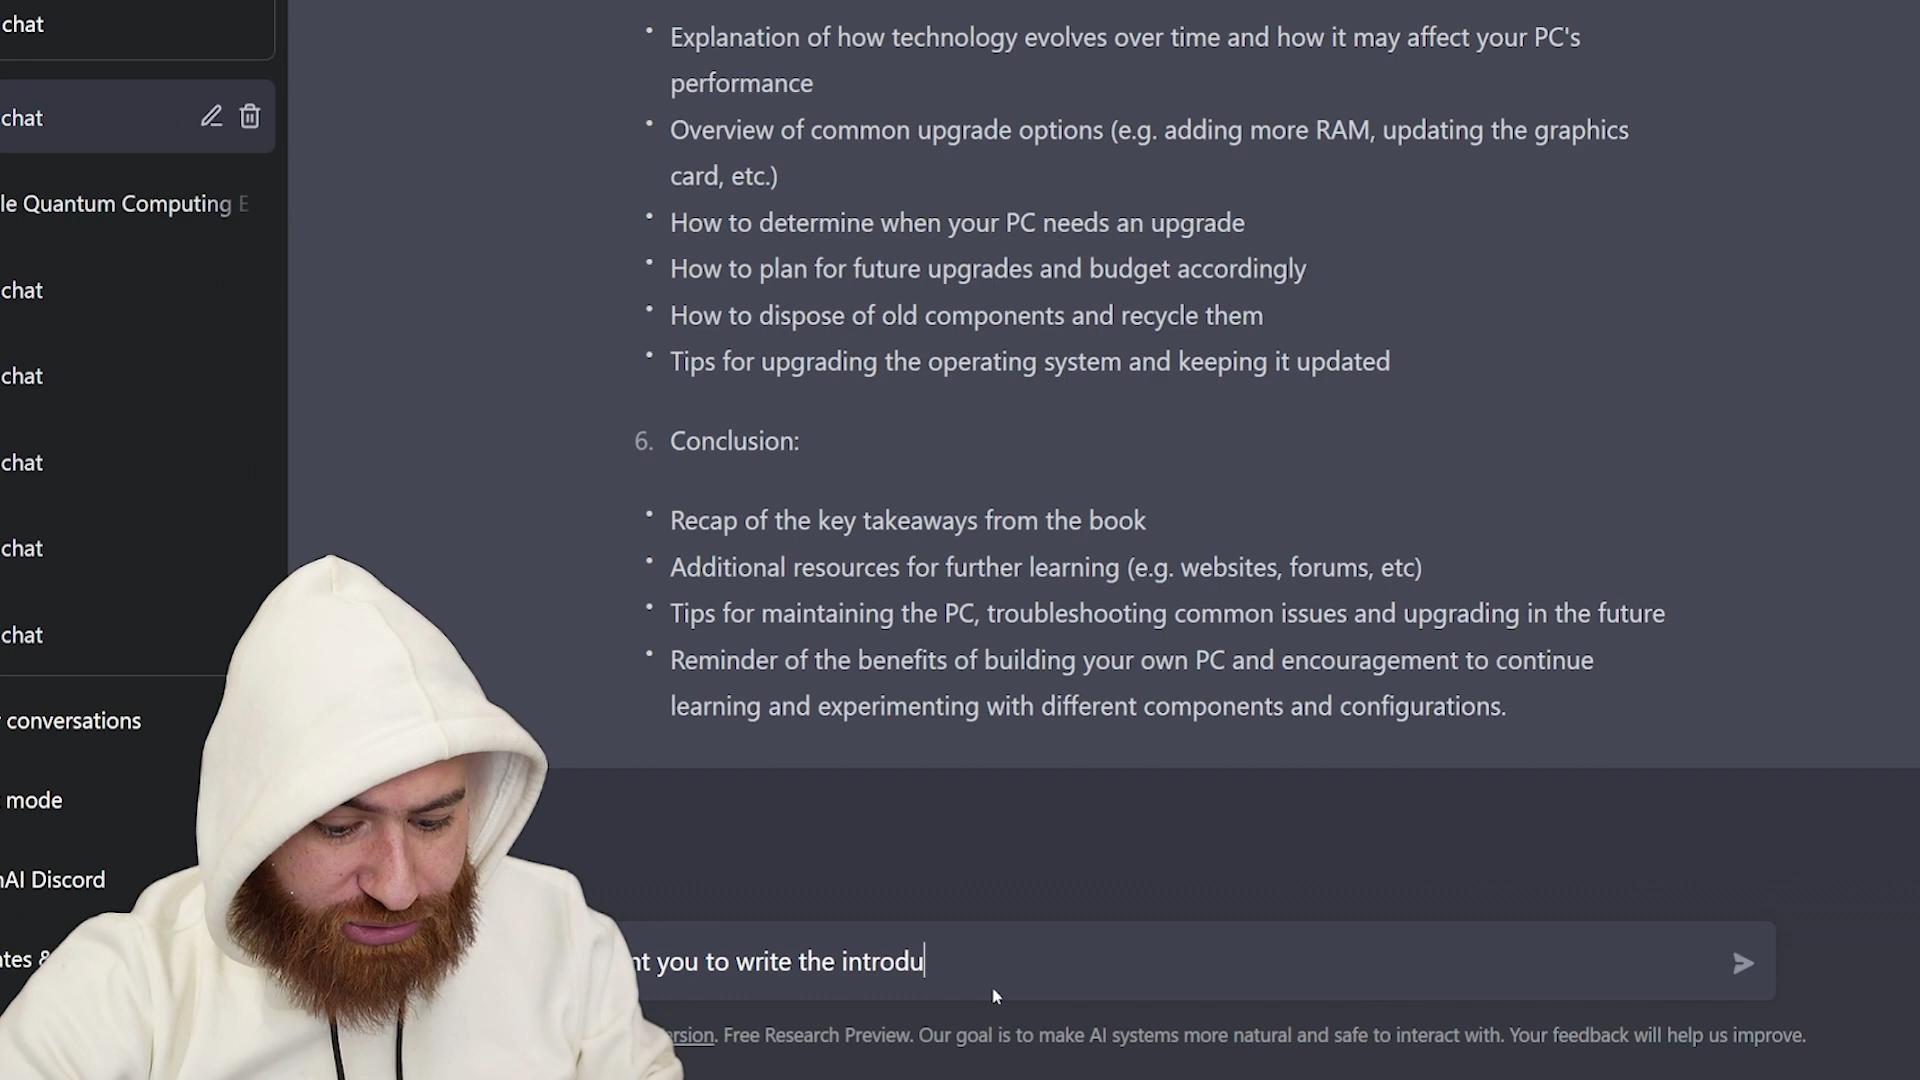 chat
chat
le Quantum Computing E
chat
chat
chat
chat
chat
conversations
mode
AI Discord
Explanation of how technology evolves over time and how it may affect your PC's
performance
Overview of common upgrade options (e.g. adding more RAM, updating the graphics
card, etc.)
How to determine when your PC needs an upgrade
How to plan for future upgrades and budget accordingly
How to dispose of old components and recycle them
Tips for upgrading the operating system and keeping it updated
6. Conclusion:
Recap of the key takeaways from the book
Additional resources for further learning (e.g. websites, forums, etc)
Tips for maintaining the PC, troubleshooting common issues and upgrading in the future
Reminder of the benefits of building your own PC and encouragement to continue
learning and experimenting with different components and configurations.
nt you to write the introdu
ersion. Free Research Preview. Our goal is to make AI systems more natural and safe to interact with. Your feedback will help us improve.